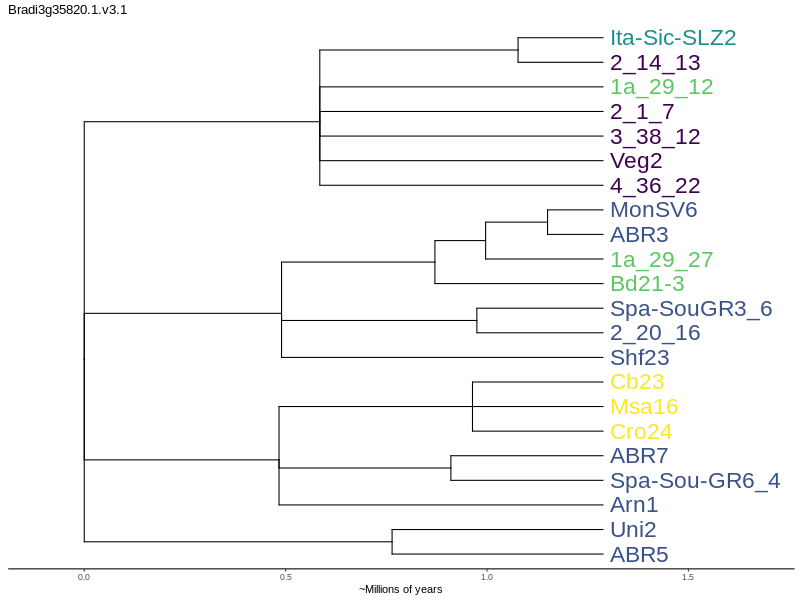 Bradi3g35820.1.v3.1
Ita-Sic-SLZ2
2_14_13
1a_29_12
2_1_7
3_38_12
Veg2
4_36_22
MonSV6
ABR3
1a_29_27
Bd21-3
Spa-SouGR3_6
2_20_16
Shf23
Cb23
Msa16
Cro24
ABR7
Spa-Sou-GR6_4
Arn1
Uni2
ABR5
0.0 0.5 1.0 1.5
~Millions of years